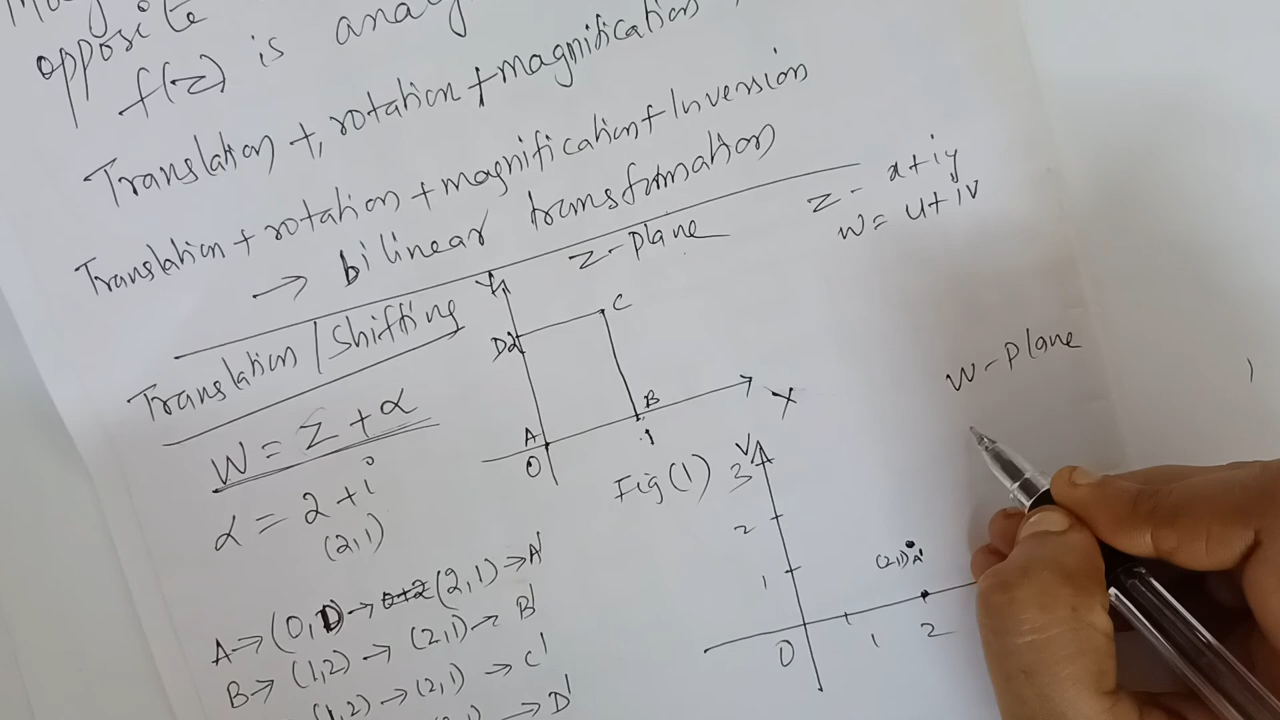 opposite
f(z) is
Translation +, rotation + magnification
Translation + rotation + magnification + Inversion
→ bilinear transformation
z - x + iy
w = u + iv
Translation / Shifting
Z - plane
Y
D 2
C
A
B
O
1
X
Fig (1)
W = Z + α
α = 2 + i
(2,1)
A → (0, → (2,1) → A'
B → (1,2) → (2,1) → B'
(1,2) → (2,1) → C'
→ D'
W - plane
V
3
2
1
(2,1) A'
O
1
2